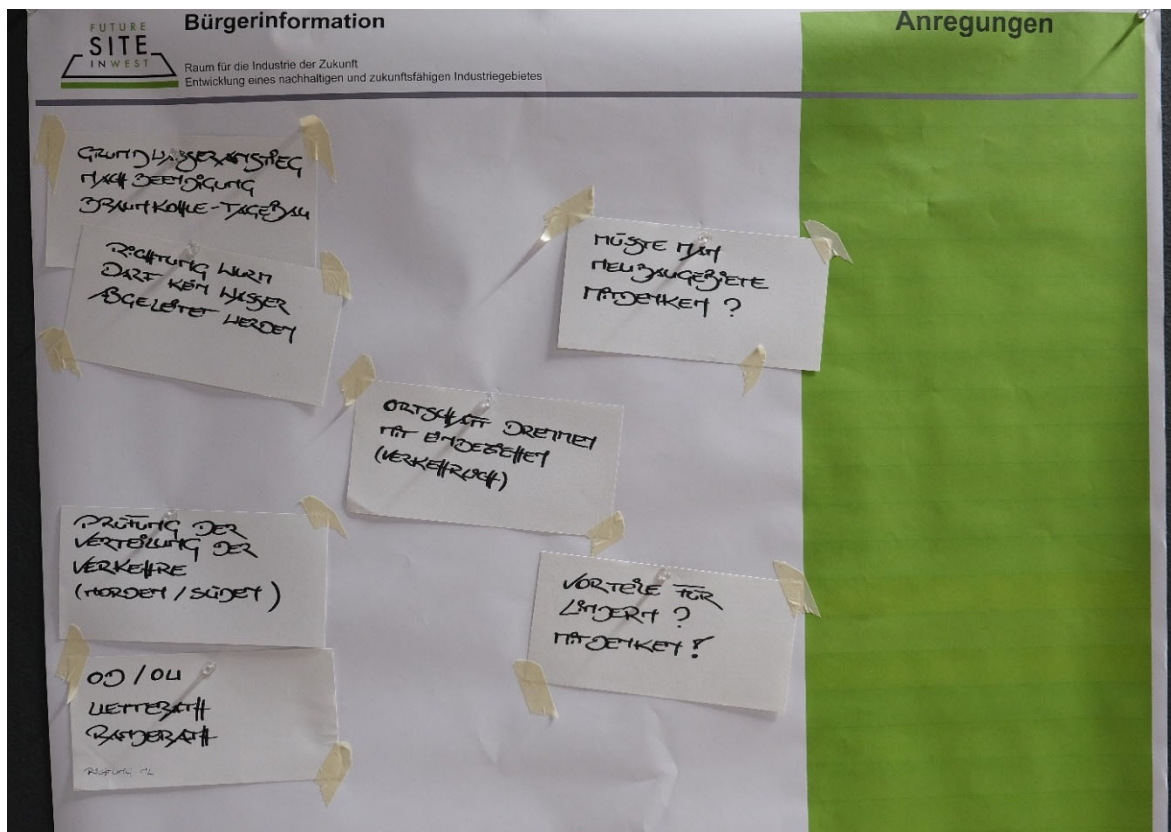 FUTURE
SITE
INWEST
Bürgerinformation
Raum für die Industrie der Zukunft
Entwicklung eines nachhaltigen und zukunftsfähigen Industriegebietes
Anregungen
GRUNDWASSERANSTIEG
NACH BEENDIGUNG
BRAUNKOHLE-TAGEBAU
RICHTUNG WURM
DARF KEIN WASSER
ABGELEITET WERDEN
MÜSSTE MAN
NEUBAUGEBIETE
MITDENKEN ?
ORTSCHAFT DREMMEN
MIT EINBEZIEHEN
(VERKEHRLICH)
PRÜFUNG DER
VERTEILUNG DER
VERKEHRE
(NORDEN / SÜDEN)
VORTEILE FÜR
LINDERN ?
MITDENKEN !
OD / OU
UETTERATH
RANDERATH